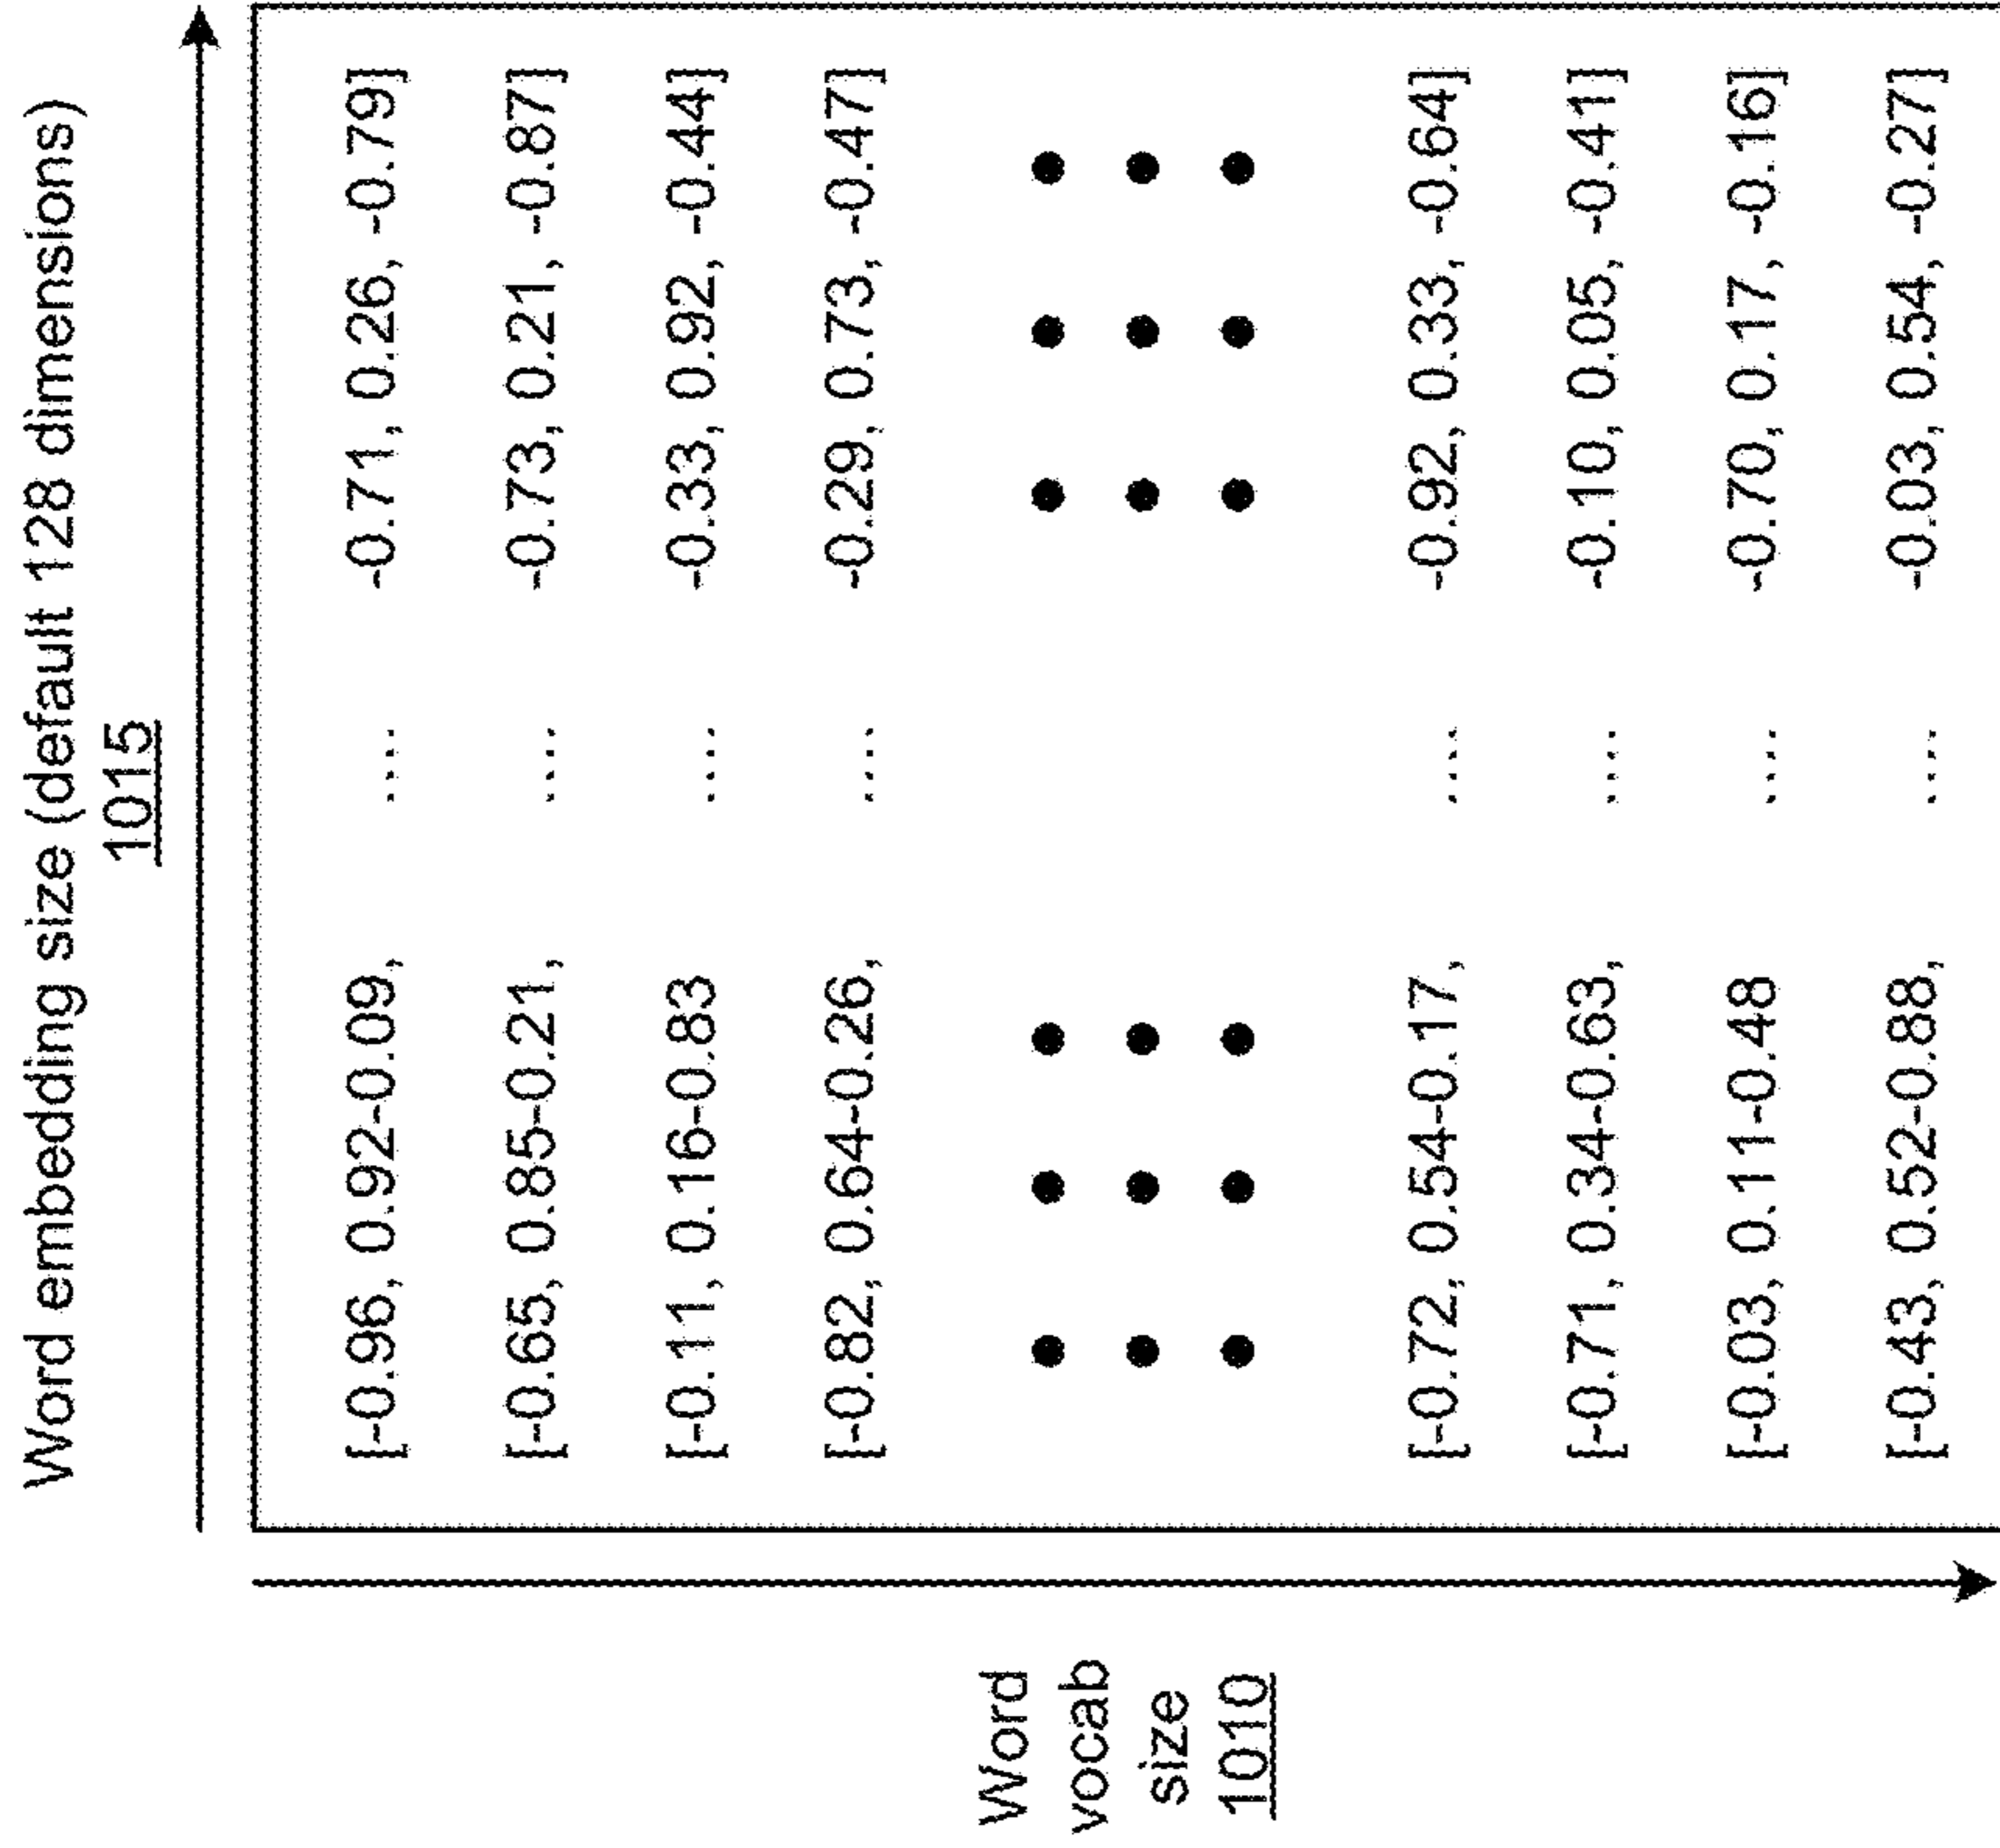 Word embedding size (default 128 dimensions)
1015
Word
vocab
size
1010
[-0.96, 0.92-0.09, ... -0.71, 0.26, -0.79]
[-0.65, 0.85-0.21, ... -0.73, 0.21, -0.87]
[-0.11, 0.16-0.83 ... -0.33, 0.92, -0.44]
[-0.82, 0.64-0.26, ... -0.29, 0.73, -0.47]
[-0.72, 0.54-0.17, ... -0.92, 0.33, -0.64]
[-0.71, 0.34-0.63, ... -0.10, 0.05, -0.41]
[-0.03, 0.11-0.48 ... -0.70, 0.17, -0.16]
[-0.43, 0.52-0.88, ... -0.03, 0.54, -0.27]